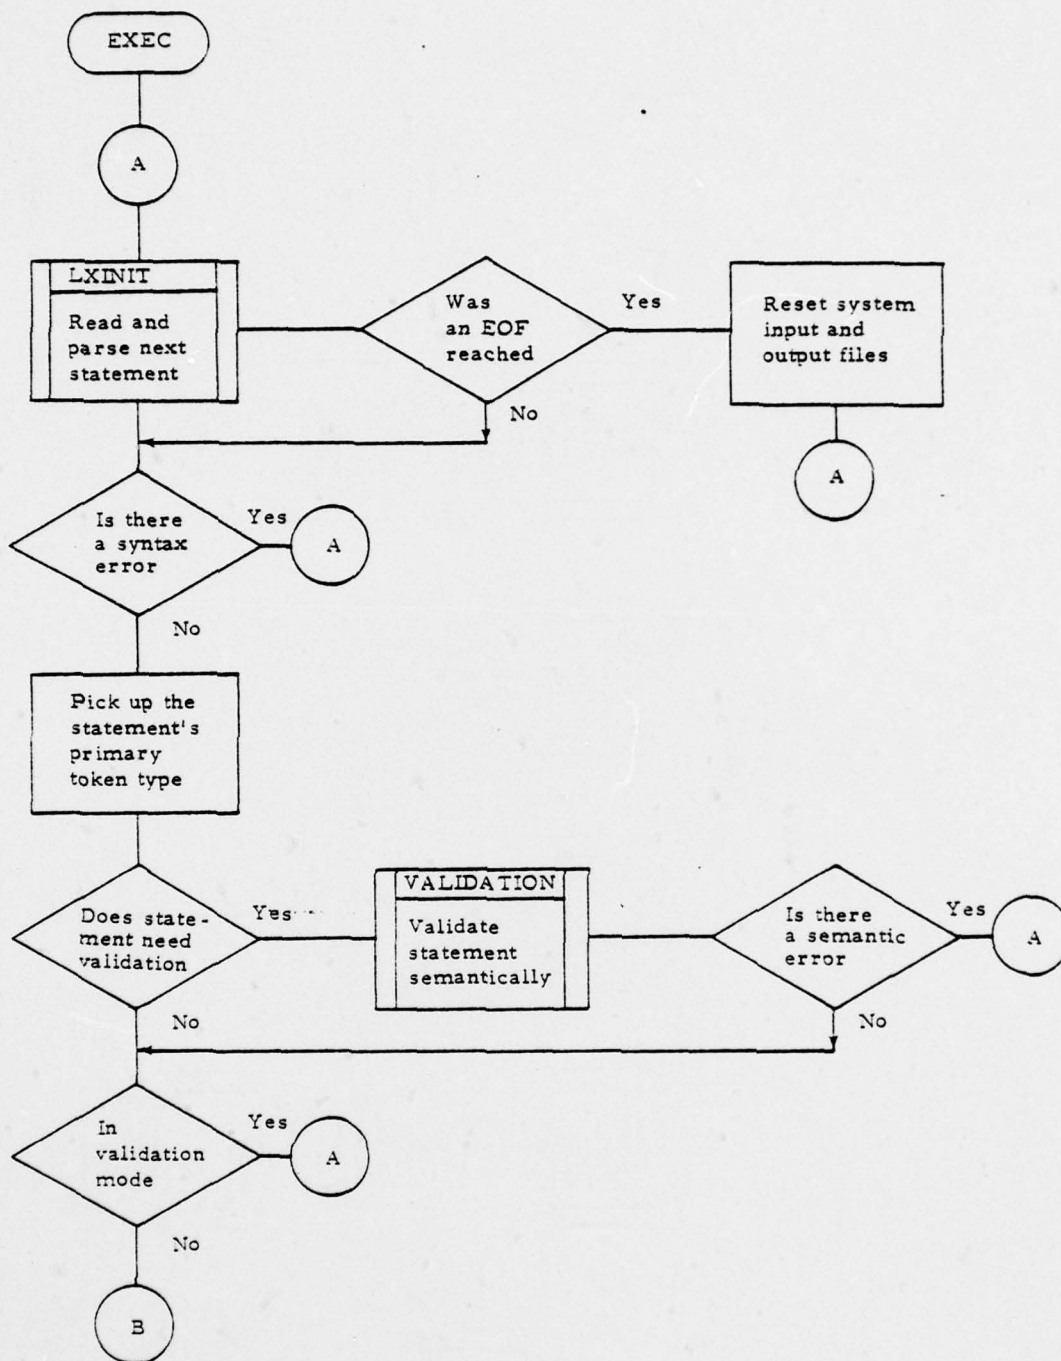 EXEC
A
LXINIT
Read and
parse next
statement
Was
an EOF
reached
Yes
No
Reset system
input and
output files
A
Is there
a syntax
error
Yes
A
No
Pick up the
statement's
primary
token type
Does state-
ment need
validation
Yes
No
VALIDATION
Validate
statement
semantically
Is there
a semantic
error
Yes
A
No
In
validation
mode
Yes
A
No
B